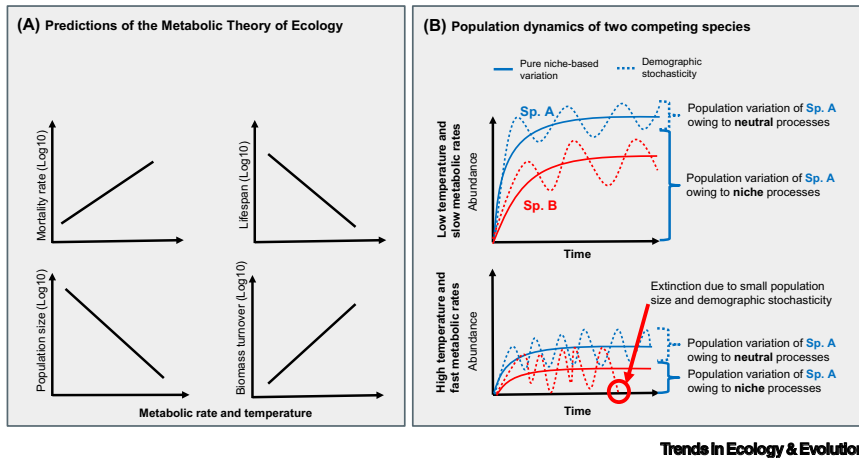 (A) Predictions of the Metabolic Theory of Ecology
Mortality rate (Log10)
Lifespan (Log10)
Population size (Log10)
Biomass turnover (Log10)
Metabolic rate and temperature
(B) Population dynamics of two competing species
Pure niche-based
variation
Demographic
stochasticity
Low temperature and
slow metabolic rates
Abundance
Sp. A
Sp. B
Time
Population variation of Sp. A
owing to neutral processes
Population variation of Sp. A
owing to niche processes
High temperature and
fast metabolic rates
Abundance
Extinction due to small population
size and demographic stochasticity
Time
Population variation of Sp. A
owing to neutral processes
Population variation of Sp. A
owing to niche processes
Trends in Ecology & Evolution